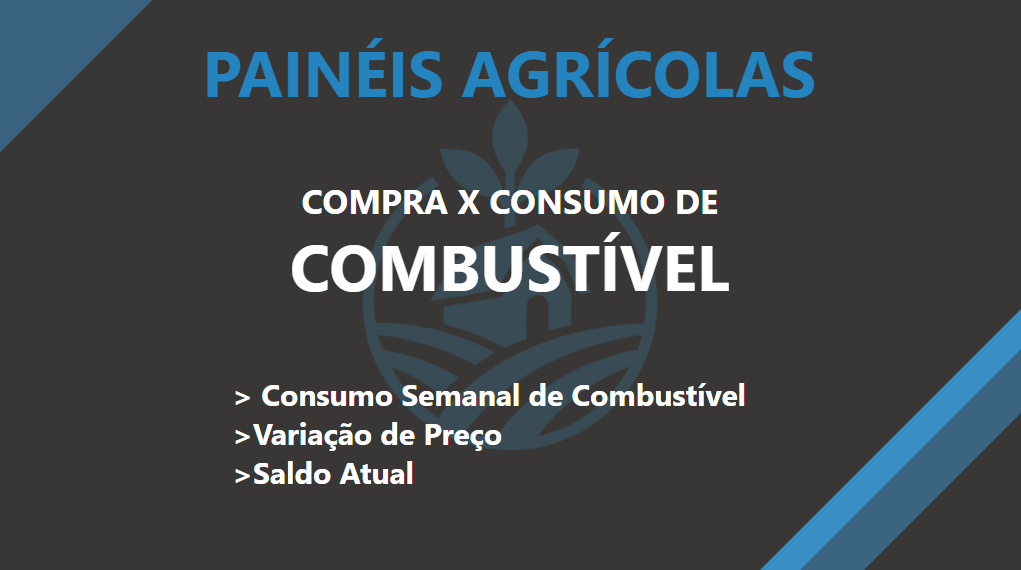 PAINÉIS AGRÍCOLAS
COMPRA X CONSUMO DE
COMBUSTÍVEL
> Consumo Semanal de Combustível
>Variação de Preço
>Saldo Atual